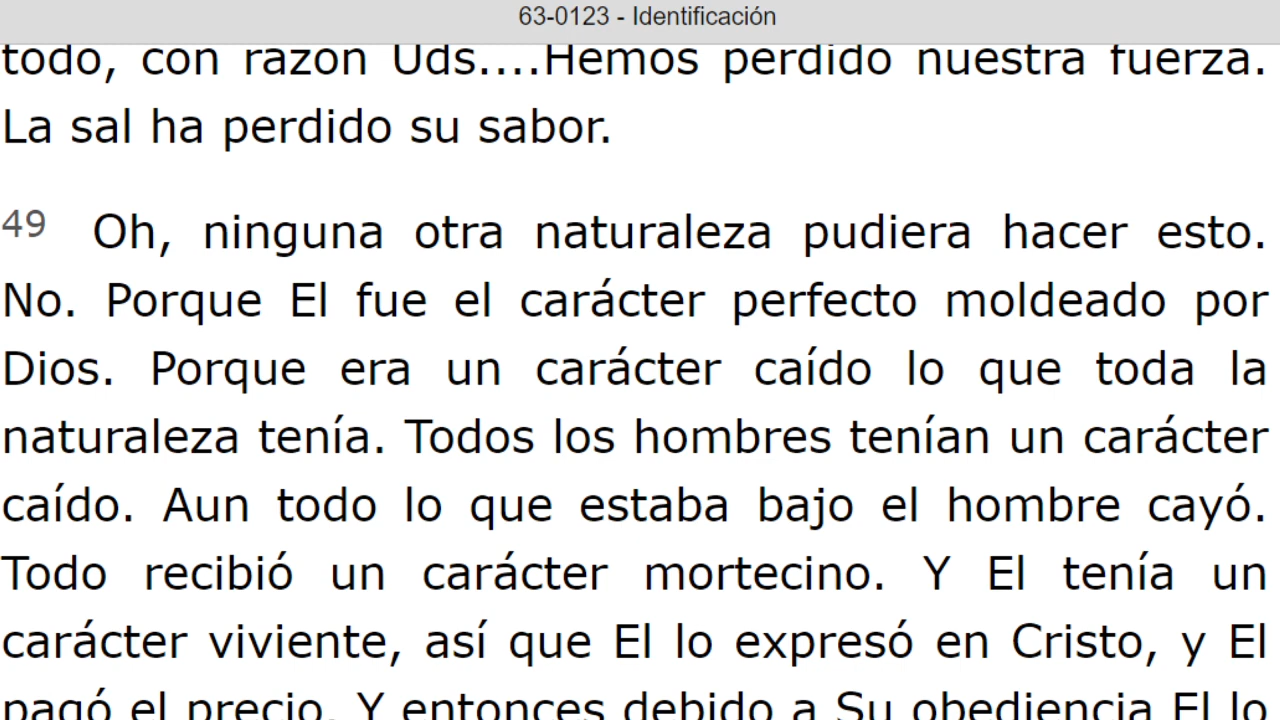 63-0123 - Identificación
todo, con razón Uds....Hemos perdido nuestra fuerza.
La sal ha perdido su sabor.
49 Oh, ninguna otra naturaleza pudiera hacer esto.
No. Porque El fue el carácter perfecto moldeado por
Dios. Porque era un carácter caído lo que toda la
naturaleza tenía. Todos los hombres tenían un carácter
caído. Aun todo lo que estaba bajo el hombre cayó.
Todo recibió un carácter mortecino. Y El tenía un
carácter viviente, así que El lo expresó en Cristo, y El
pagó el precio. Y entonces debido a Su obediencia El lo